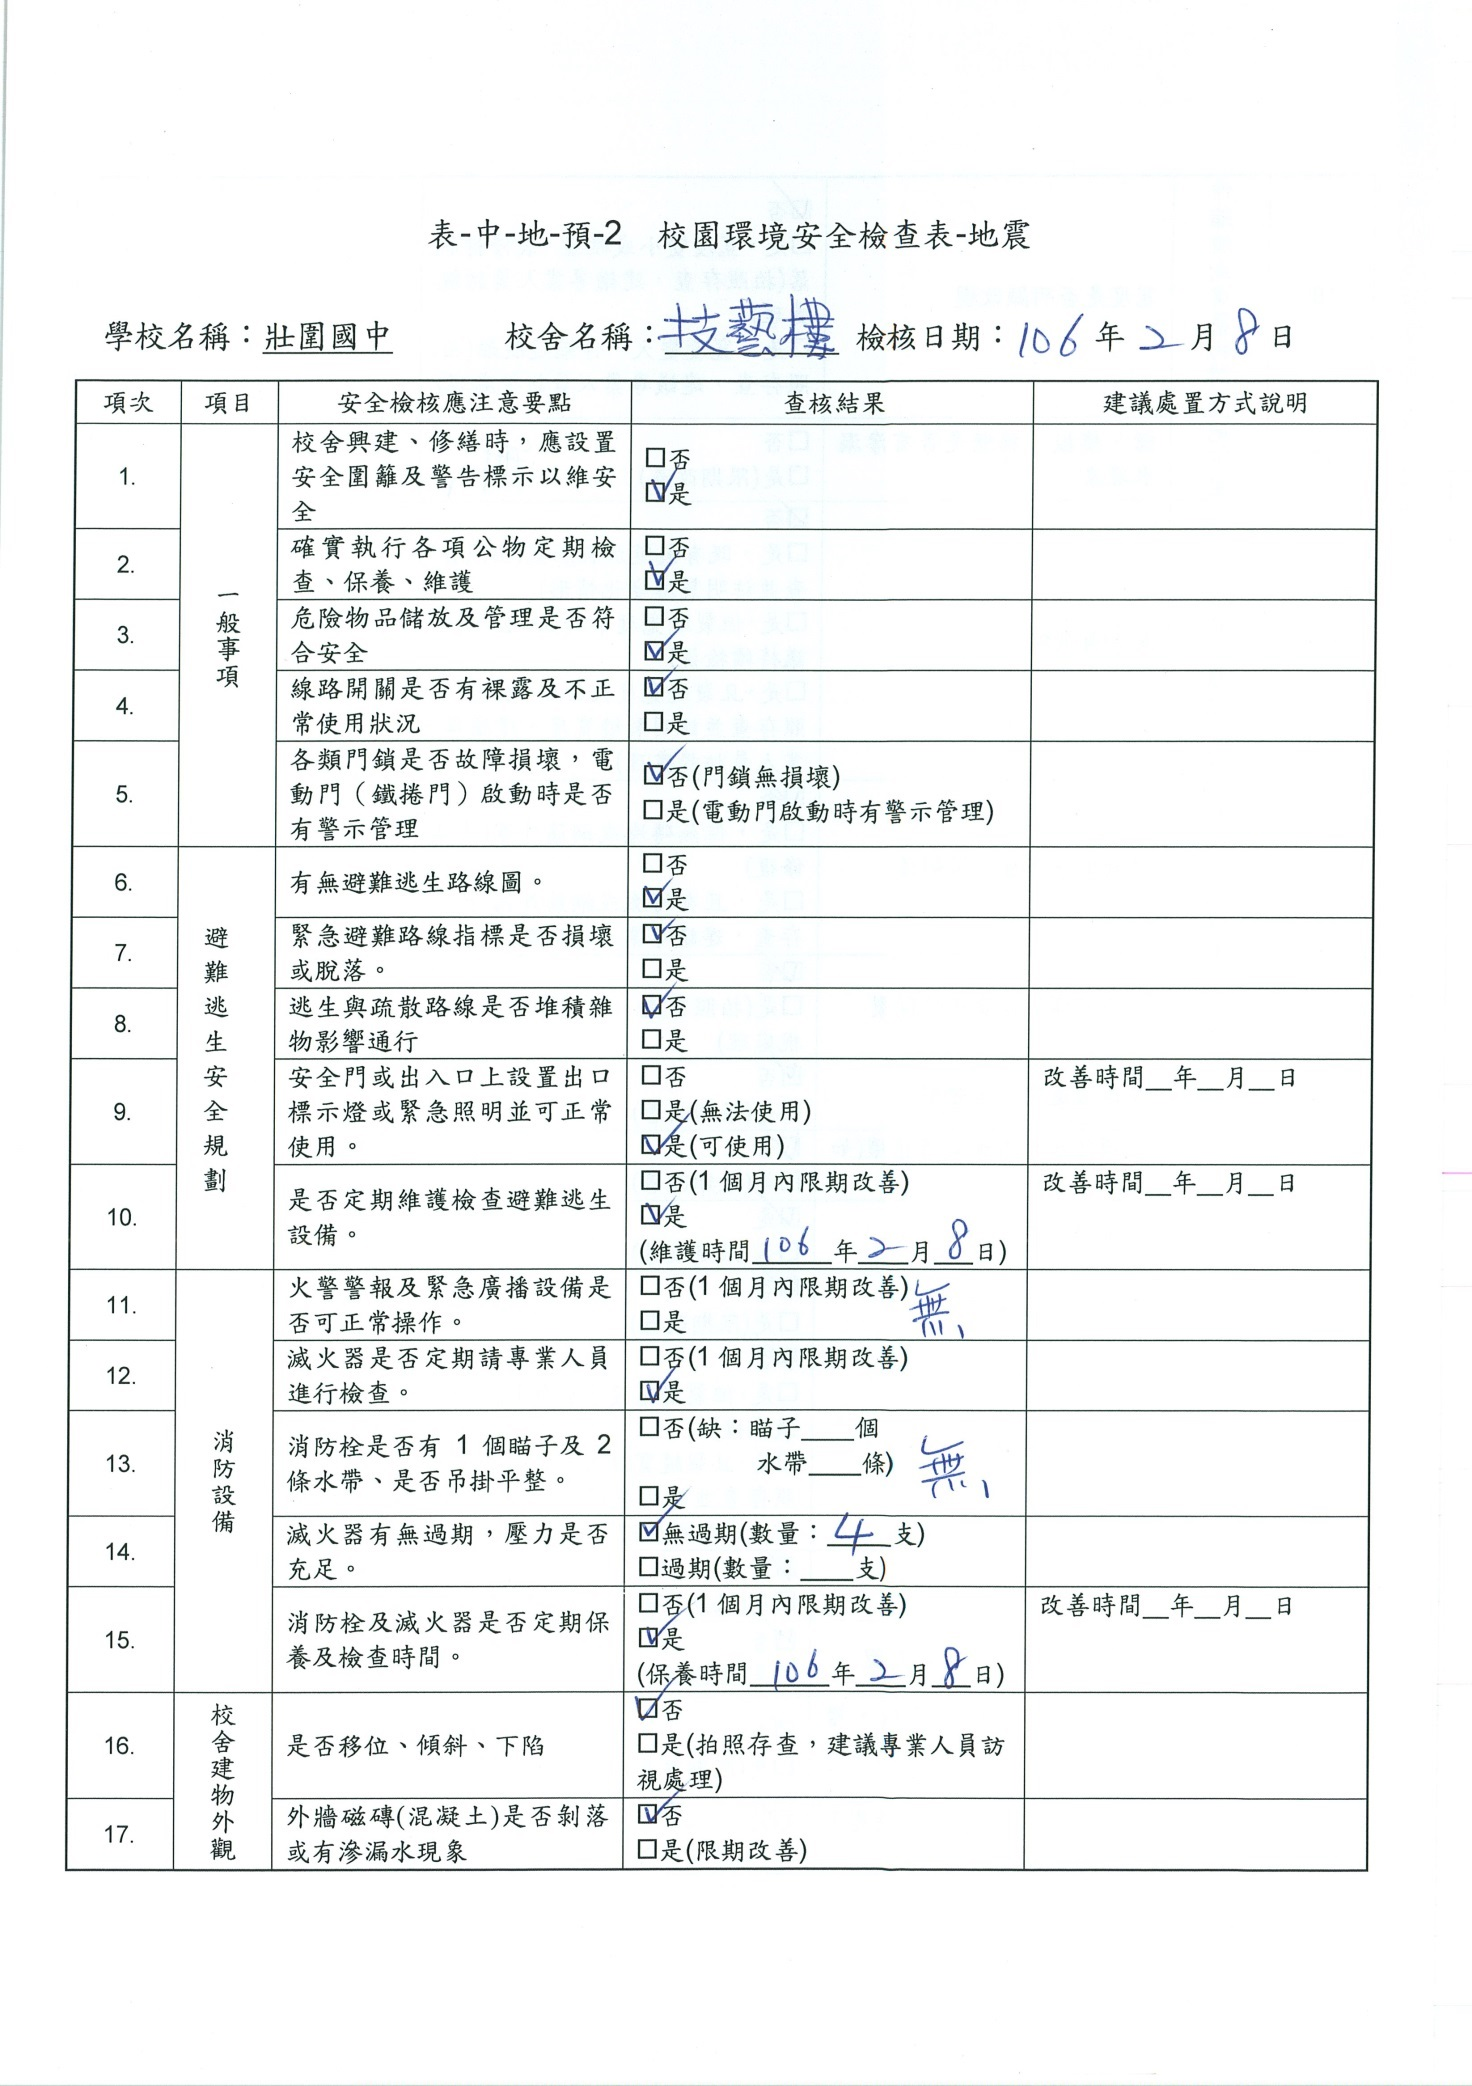 表-中-地-預-2 校園環境安全檢查表-地震
學校名稱：壯圍國中 校舍名稱：技藝樓 檢核日期：106年2月8日
項次 項目 安全檢核應注意要點 查核結果 建議處置方式說明
一般事項
1. 校舍興建、修繕時，應設置
安全圍籬及警告標示以維安
全
□否
☑是
2. 確實執行各項公物定期檢
查、保養、維護
□否
☑是
3. 危險物品儲放及管理是否符
合安全
□否
☑是
4. 線路開關是否有裸露及不正
常使用狀況
☑否
□是
5. 各類門鎖是否故障損壞，電
動門（鐵捲門）啟動時是否
有警示管理
☑否(門鎖無損壞)
□是(電動門啟動時有警示管理)
避難逃生安全規劃
6. 有無避難逃生路線圖。
□否
☑是
7. 緊急避難路線指標是否損壞
或脫落。
☑否
□是
8. 逃生與疏散路線是否堆積雜
物影響通行
☑否
□是
9. 安全門或出入口上設置出口
標示燈或緊急照明並可正常
使用。
□否
□是(無法使用)
☑是(可使用)
改善時間__年__月__日
10. 是否定期維護檢查避難逃生
設備。
□否(1個月內限期改善)
☑是
(維護時間106年2月8日)
改善時間__年__月__日
消防設備
11. 火警警報及緊急廣播設備是
否可正常操作。
□否(1個月內限期改善)
□是
無
12. 滅火器是否定期請專業人員
進行檢查。
□否(1個月內限期改善)
☑是
13. 消防栓是否有 1 個瞄子及 2
條水帶、是否吊掛平整。
□否(缺：瞄子____個
水帶____條)
□是
無
14. 滅火器有無過期，壓力是否
充足。
☑無過期(數量：4支)
□過期(數量：____支)
15. 消防栓及滅火器是否定期保
養及檢查時間。
□否(1個月內限期改善)
☑是
(保養時間106年2月8日)
改善時間__年__月__日
校舍建物外觀
16. 是否移位、傾斜、下陷
☑否
□是(拍照存查，建議專業人員訪
視處理)
17. 外牆磁磚(混凝土)是否剝落
或有滲漏水現象
☑否
□是(限期改善)